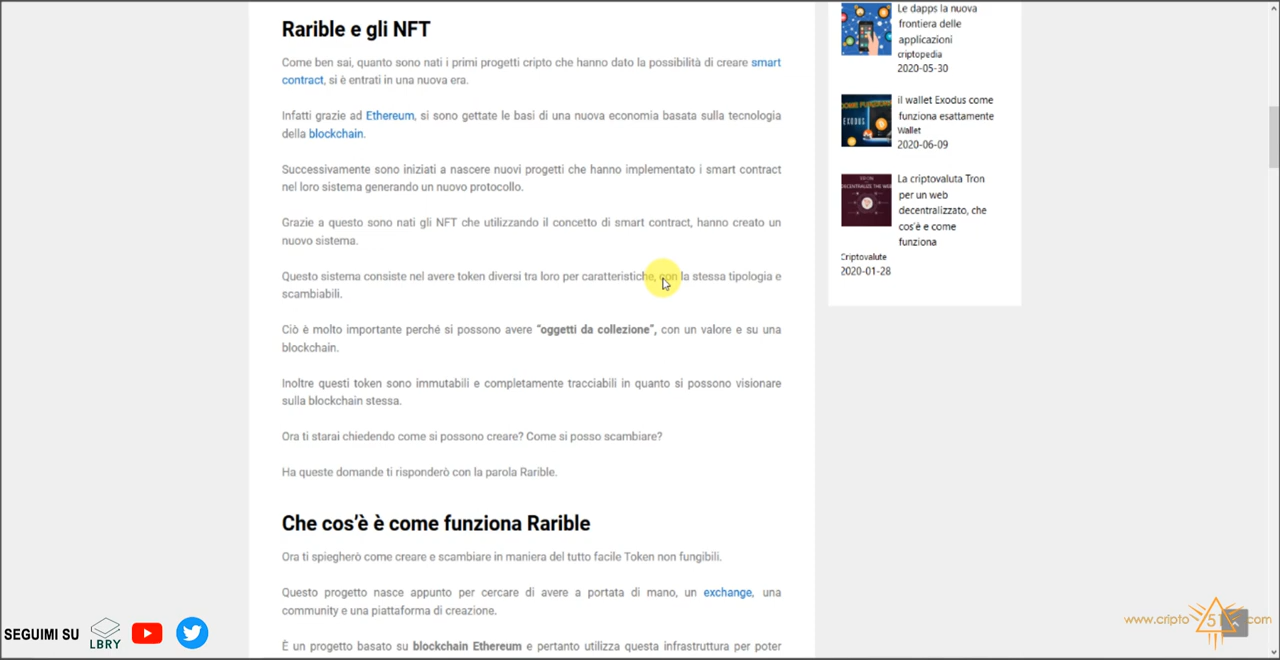 Rarible e gli NFT
Come ben sai, quanto sono nati i primi progetti cripto che hanno dato la possibilità di creare smart
contract, si è entrati in una nuova era.
Infatti grazie ad Ethereum, si sono gettate le basi di una nuova economia basata sulla tecnologia
della blockchain.
Successivamente sono iniziati a nascere nuovi progetti che hanno implementato i smart contract
nel loro sistema generando un nuovo protocollo.
Grazie a questo sono nati gli NFT che utilizzando il concetto di smart contract, hanno creato un
nuovo sistema.
Questo sistema consiste nel avere token diversi tra loro per caratteristiche, con la stessa tipologia e
scambiabili.
Ciò è molto importante perché si possono avere “oggetti da collezione”, con un valore e su una
blockchain.
Inoltre questi token sono immutabili e completamente tracciabili in quanto si possono visionare
sulla blockchain stessa.
Ora ti starai chiedendo come si possono creare? Come si posso scambiare?
Ha queste domande ti risponderò con la parola Rarible.
Che cos’è è come funziona Rarible
Ora ti spiegherò come creare e scambiare in maniera del tutto facile Token non fungibili.
Questo progetto nasce appunto per cercare di avere a portata di mano, un exchange, una
community e una piattaforma di creazione.
È un progetto basato su blockchain Ethereum e pertanto utilizza questa infrastruttura per poter
Le dapps la nuova
frontiera delle
applicazioni
criptopedia
2020-05-30
il wallet Exodus come
funziona esattamente
Wallet
2020-06-09
EXODUS
La criptovaluta Tron
per un web
decentralizzato, che
cos'è e come
funziona
Criptovalute
2020-01-28
SEGUIMI SU
LBRY
www.cripto51.com